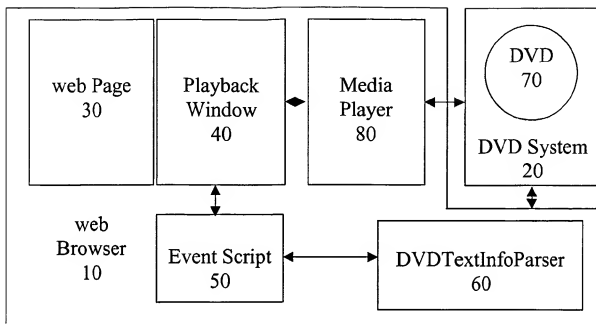 web Page
30
Playback
Window
40
Media
Player
80
DVD
70
DVD System
20
web
Browser
10
Event Script
50
DVDTextInfoParser
60